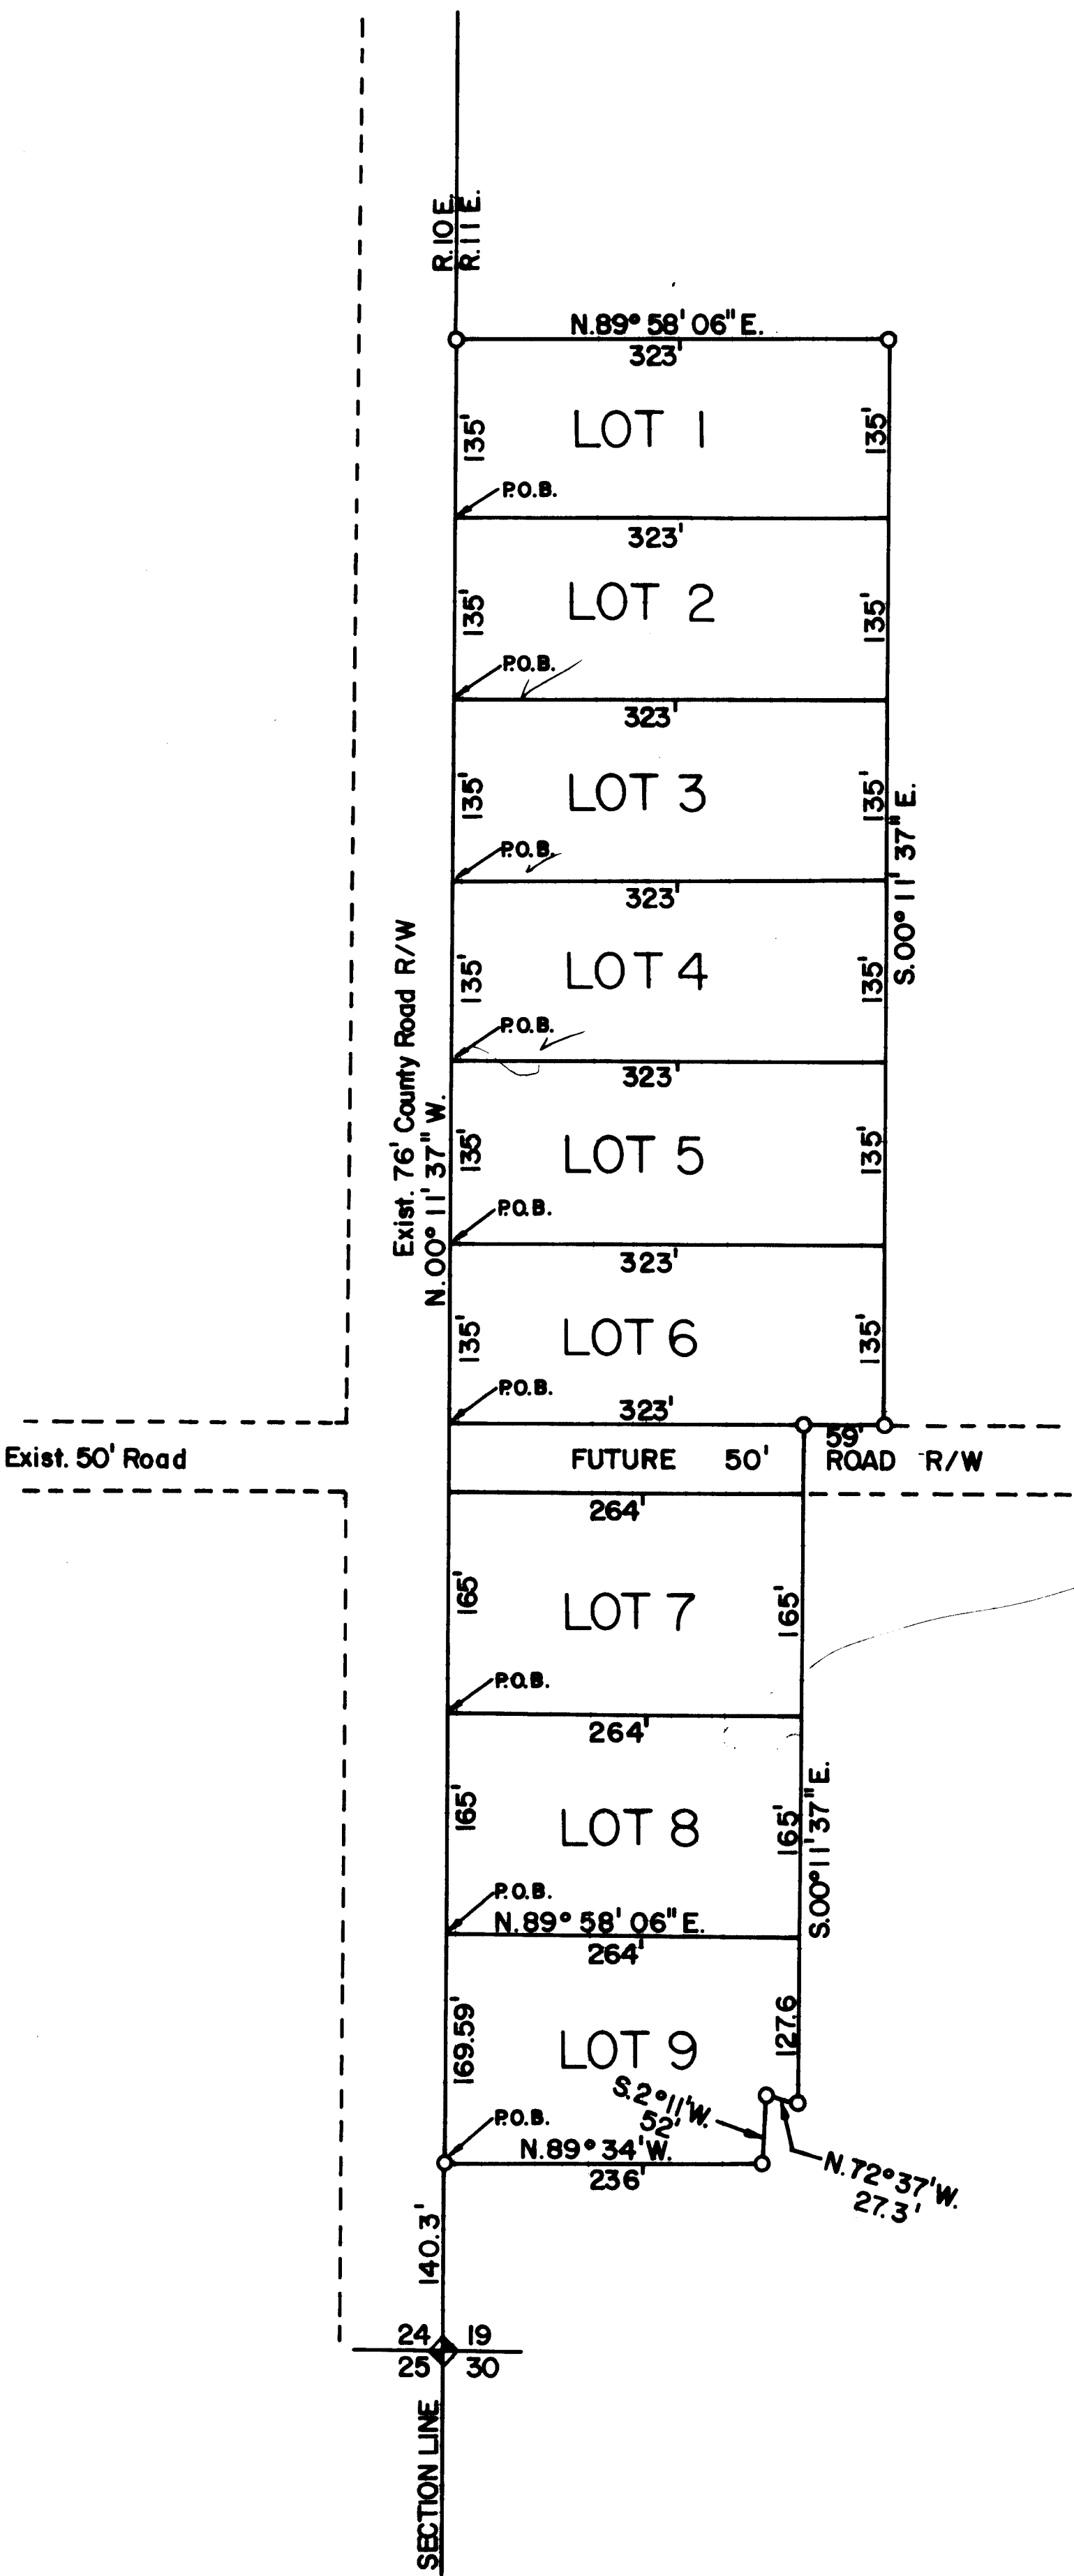 R.10 E.
R.11 E.
N.89° 58' 06" E.
323'
135'
LOT 1
135'
P.O.B.
323'
135'
LOT 2
135'
P.O.B.
323'
135'
LOT 3
135'
S.00° 11' 37" E.
P.O.B.
323'
Exist. 76' County Road R/W
N.00° 11' 37" W.
135'
LOT 4
135'
P.O.B.
323'
135'
LOT 5
135'
P.O.B.
323'
135'
LOT 6
135'
P.O.B.
323'
59'
Exist. 50' Road
FUTURE 50' ROAD R/W
264'
165'
LOT 7
165'
P.O.B.
264'
165'
LOT 8
165'
S.00° 11' 37" E.
P.O.B.
N.89° 58' 06" E.
264'
169.59'
LOT 9
127.6
S.2° 11' W.
52'
P.O.B.
N.89° 34' W.
236'
N.72° 37' W.
27.3'
140.3'
24 19
25 30
SECTION LINE